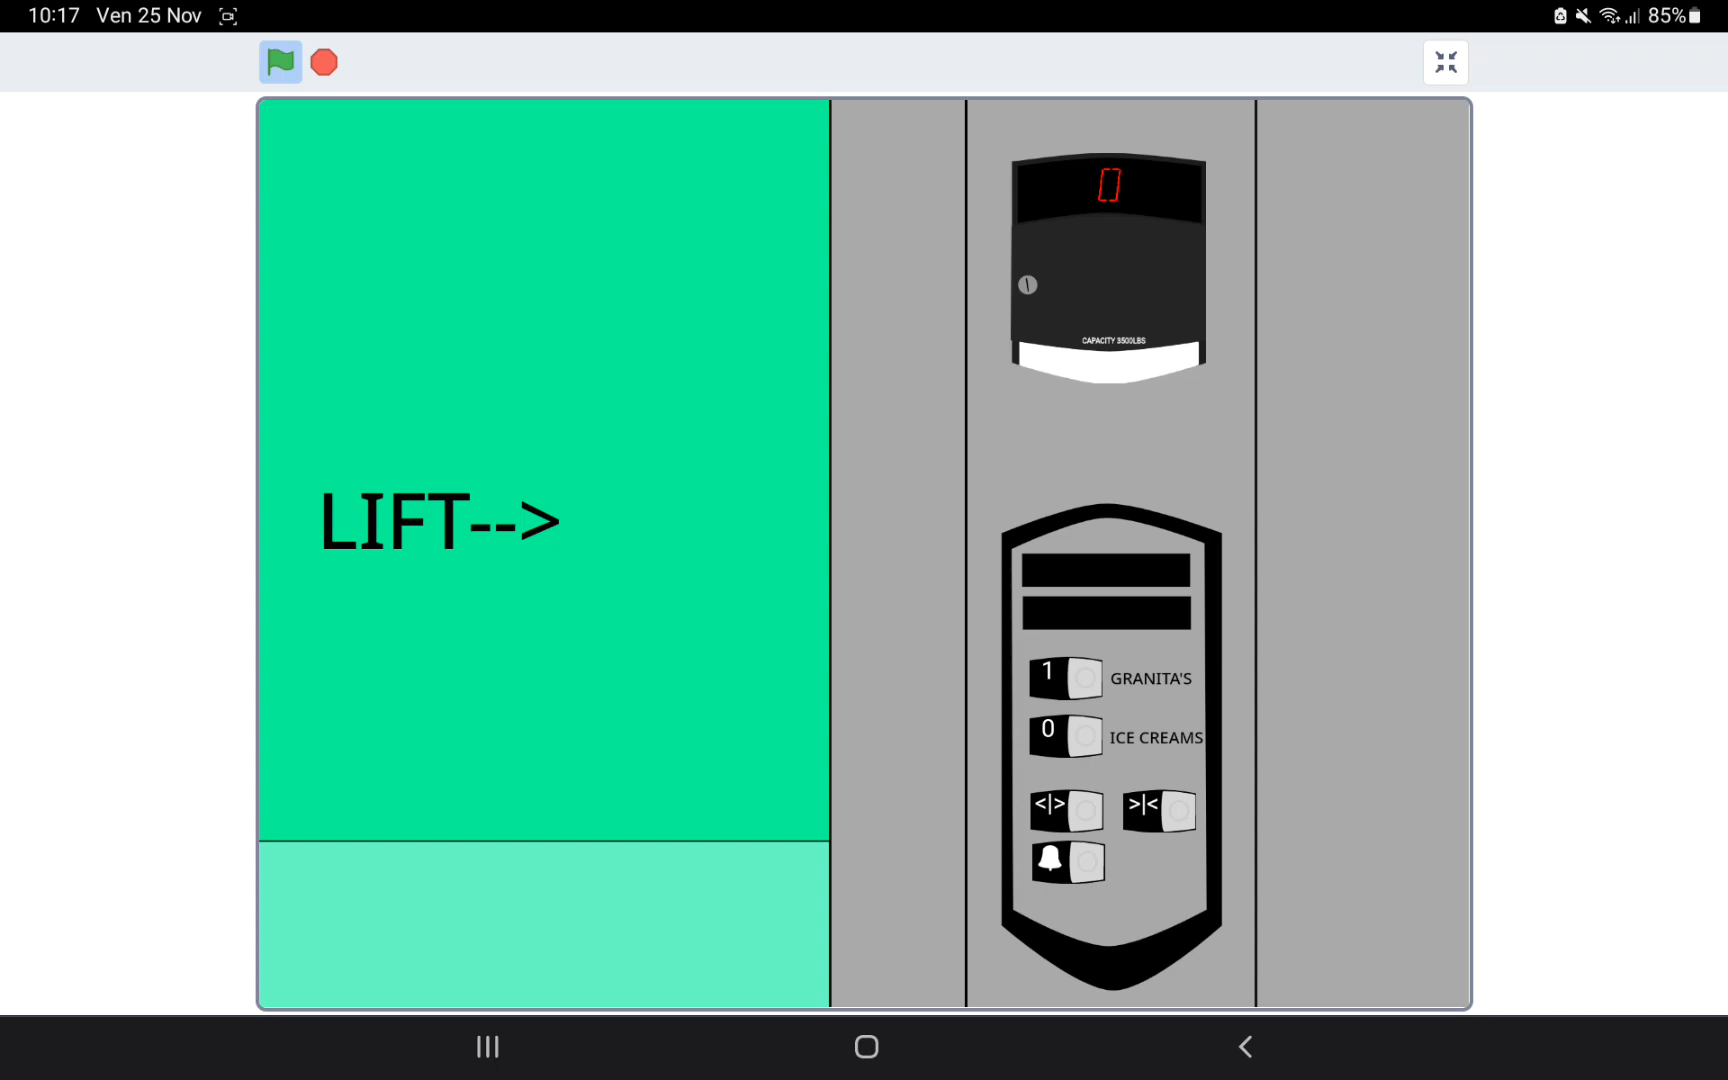 10:17 Ven 25 Nov 85%
0
CAPACITY 3500LBS
LIFT-->
1 GRANITA'S
0 ICE CREAMS
<|> >|<